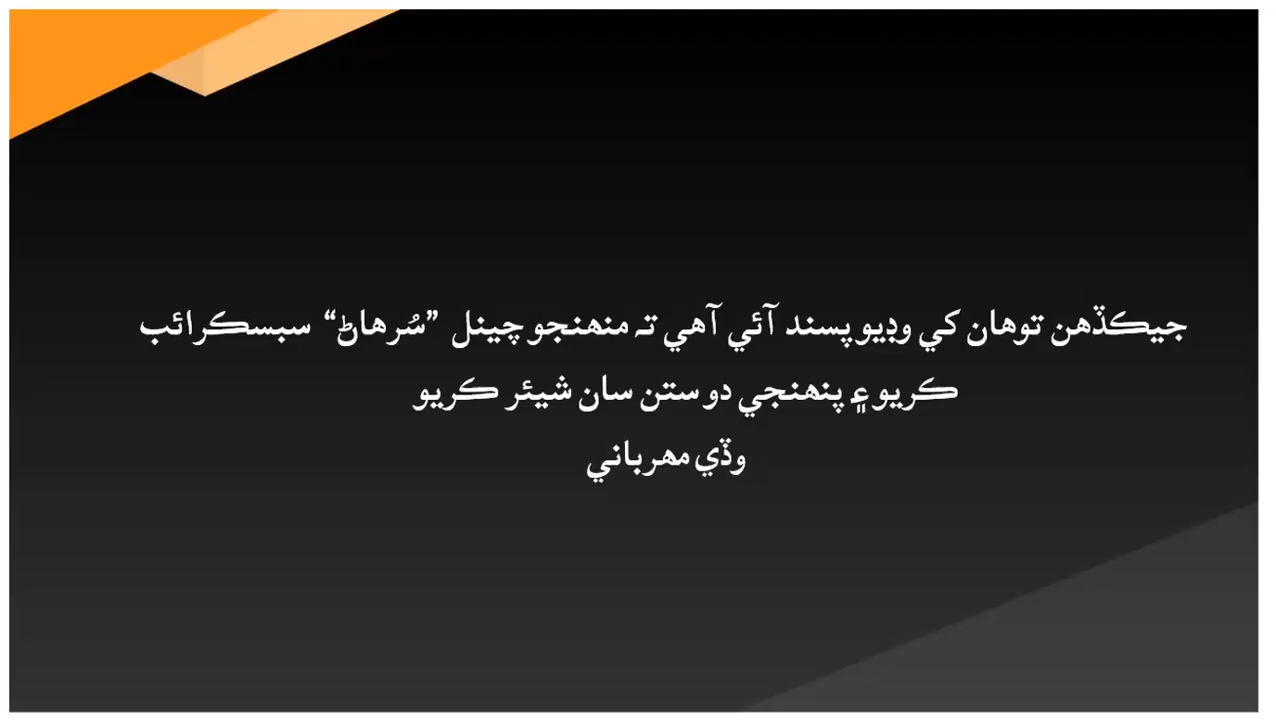 جيڪڏهن توهان کي وڊيو پسند آئي آهي تہ منهنجو چينل ”سُرهاڻ“ سبسڪرائب
ڪريو ۽ پنهنجي دوستن سان شيئر ڪريو
وڏي مهرباني